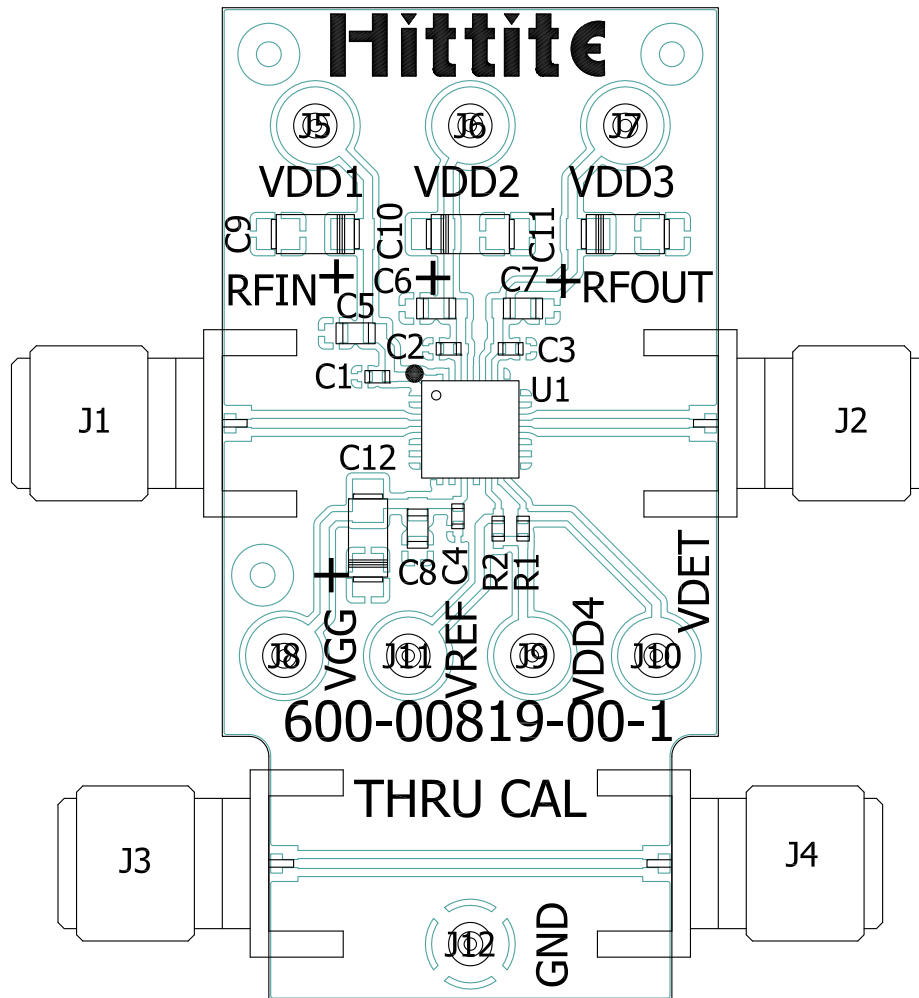 Hittite
J5 J6 J7
VDD1 VDD2 VDD3
C9 C10 C11
RFIN + C6 + C7 + RFOUT
C5
C2 C3
C1 U1
J1 J2
C12
+ C8 C4 R2 R1 VDET
VGG VREF VDD4
J8 J11 J9 J10
600-00819-00-1
THRU CAL
J3 J4
J12 GND